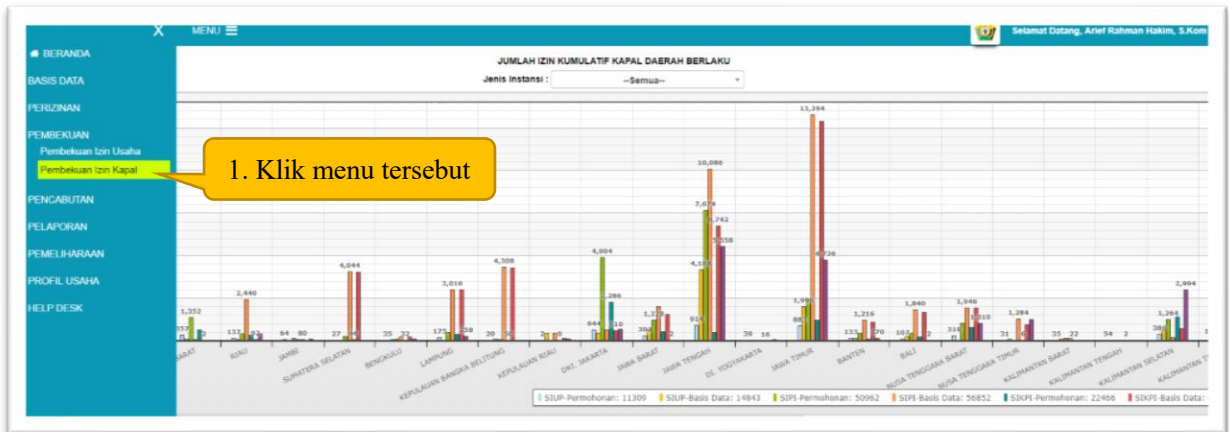 X MENU
Selamat Datang, Arief Rahman Hakim, S.Kom
BERANDA
BASIS DATA
PERIZINAN
PEMBEKUAN
Pembekuan Izin Usaha
Pembekuan Izin Kapal
PENCABUTAN
PELAPORAN
PEMELIHARAAN
PROFIL USAHA
HELP DESK
1. Klik menu tersebut
JUMLAH IZIN KUMULATIF KAPAL DAERAH BERLAKU
Jenis Instansi : --Semua--
13,294
10,086
4,904
4,044
4,308
3,016
2,440
1,352
1,216
1,840
1,284
1,264
2,994
ARAT
RIAU
JAMBI
SUMATERA SELATAN
BENGKULU
LAMPUNG
KEPULAUAN BANGKA BELITUNG
KEPULAUAN RIAU
DKI. JAKARTA
JAWA BARAT
JAWA TENGAH
DI. YOGYAKARTA
JAWA TIMUR
BANTEN
BALI
NUSA TENGGARA BARAT
NUSA TENGGARA TIMUR
KALIMANTAN BARAT
KALIMANTAN TENGAH
KALIMANTAN SELATAN
KALIMANTAN T
SIUP-Permohonan: 11309 SIUP-Basis Data: 14843 SIPI-Permohonan: 50962 SIPI-Basis Data: 56852 SIKPI-Permohonan: 22466 SIKPI-Basis Data: